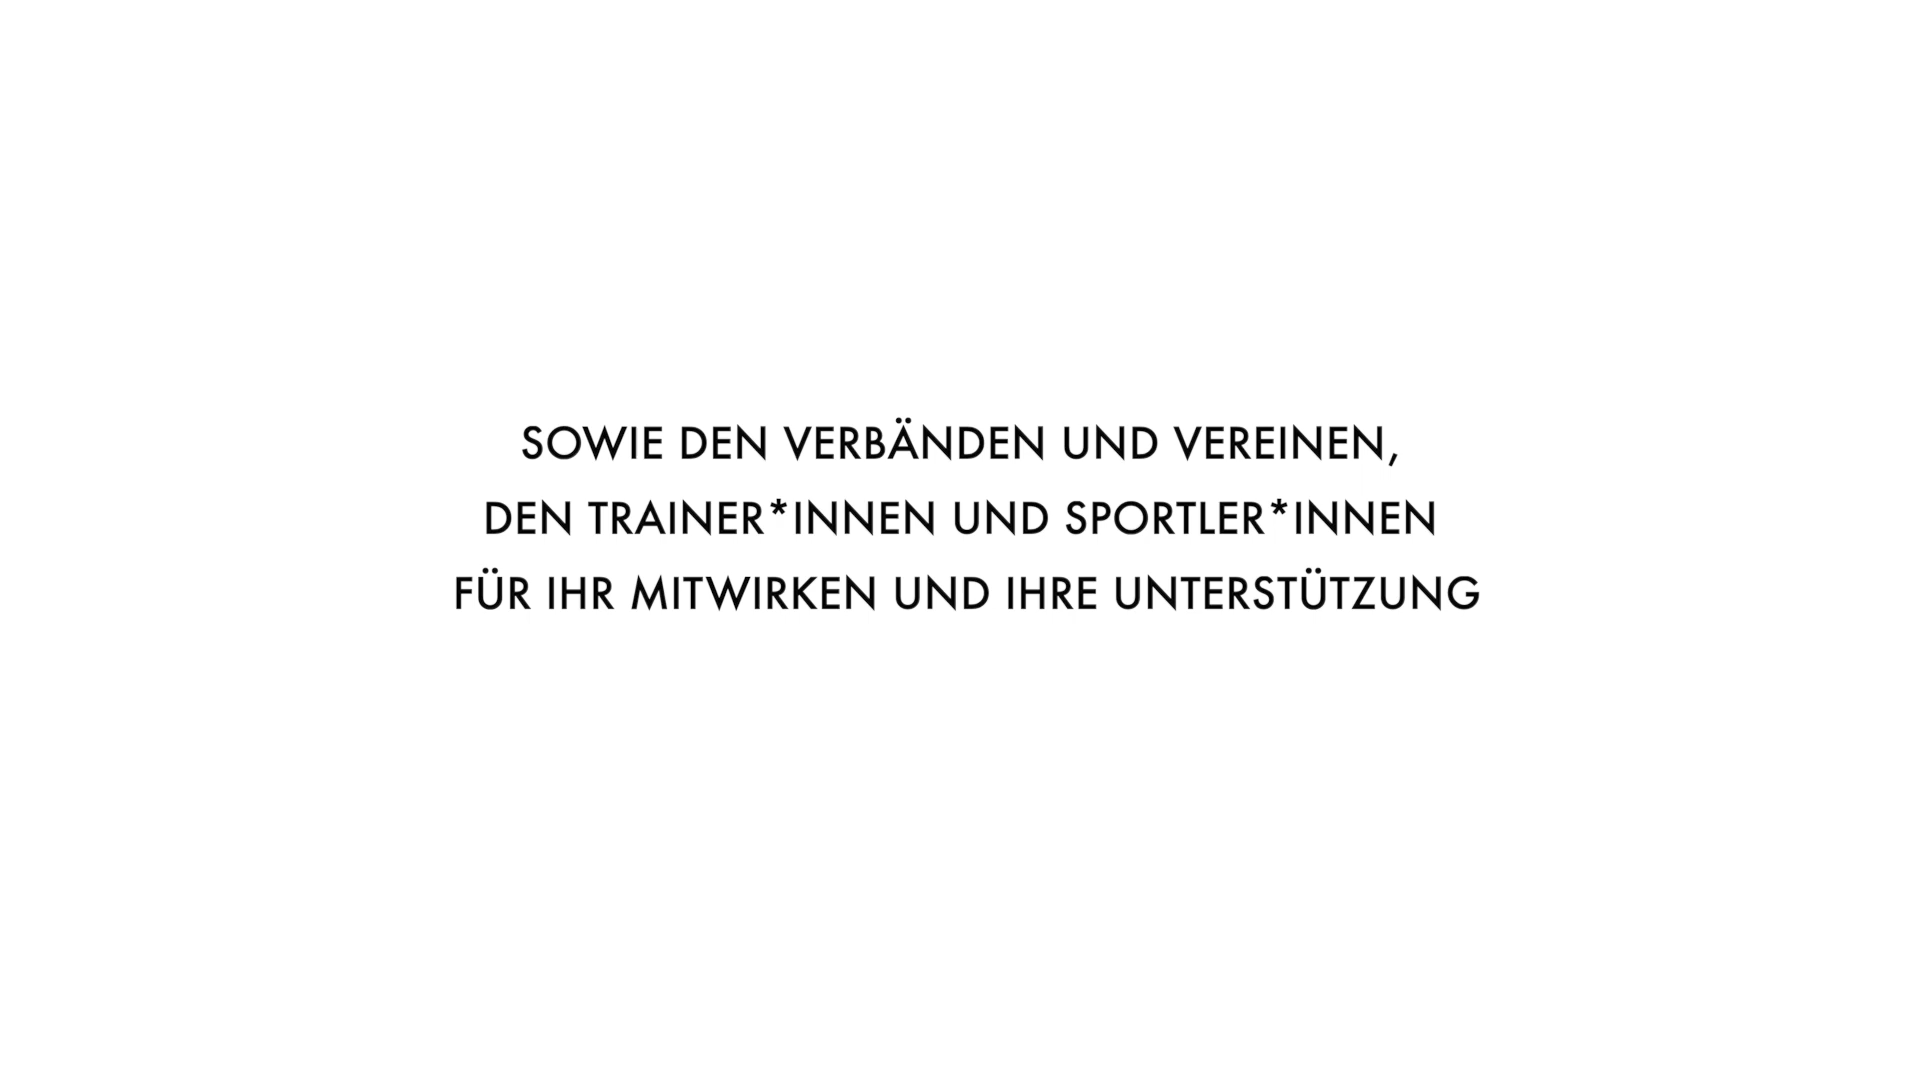 SOWIE DEN VERBÄNDEN UND VEREINEN,
DEN TRAINER*INNEN UND SPORTLER*INNEN
FÜR IHR MITWIRKEN UND IHRE UNTERSTÜTZUNG